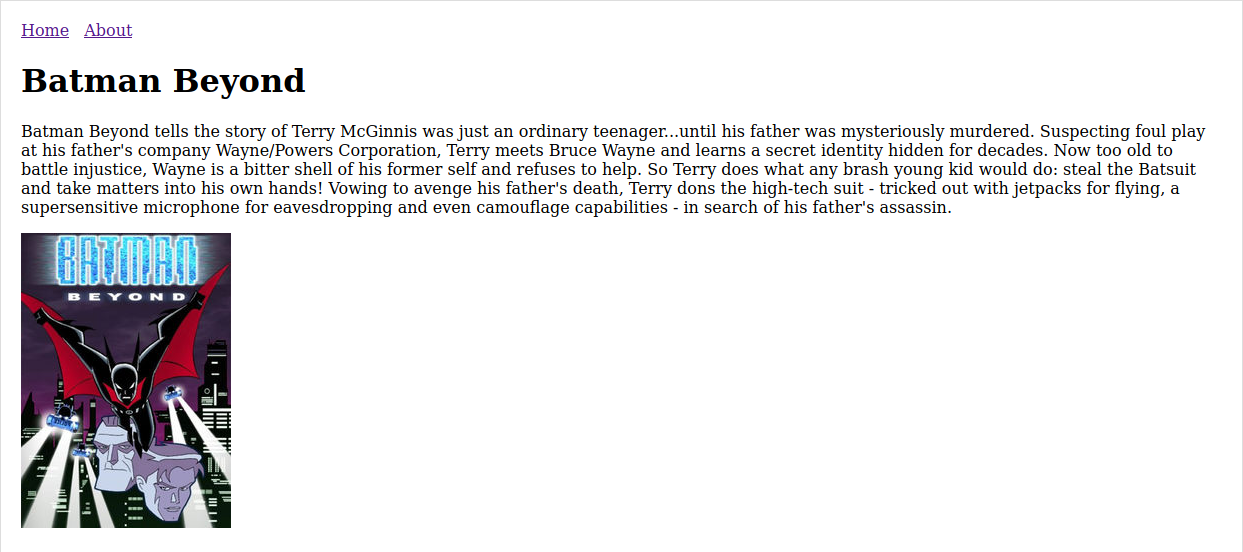 Home About
Batman Beyond
Batman Beyond tells the story of Terry McGinnis was just an ordinary teenager...until his father was mysteriously murdered. Suspecting foul play
at his father's company Wayne/Powers Corporation, Terry meets Bruce Wayne and learns a secret identity hidden for decades. Now too old to
battle injustice, Wayne is a bitter shell of his former self and refuses to help. So Terry does what any brash young kid would do: steal the Batsuit
and take matters into his own hands! Vowing to avenge his father's death, Terry dons the high-tech suit - tricked out with jetpacks for flying, a
supersensitive microphone for eavesdropping and even camouflage capabilities - in search of his father's assassin.
BATMAN
BEYOND